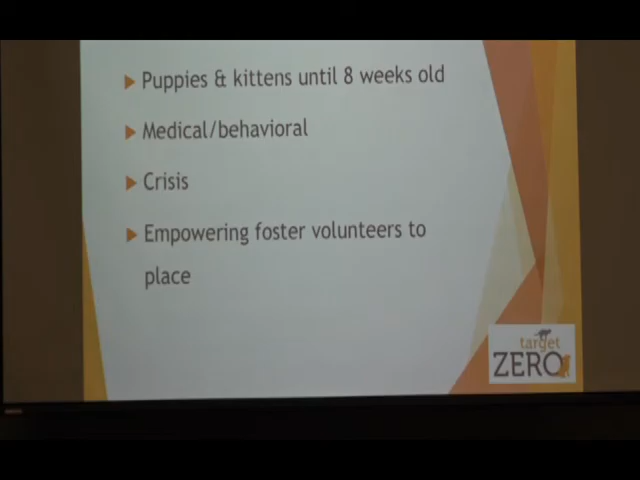 Puppies & kittens until 8 weeks old
Medical/behavioral
Crisis
Empowering foster volunteers to
place
target
ZERO